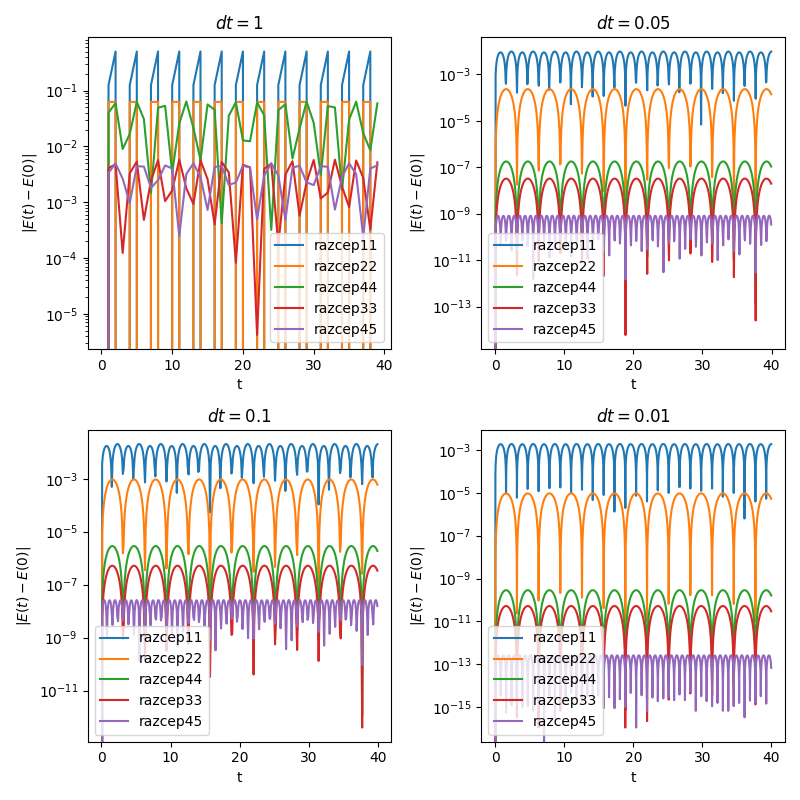 dt = 1
|E(t) − E(0)|
10⁻¹
10⁻²
10⁻³
10⁻⁴
10⁻⁵
razcep11
razcep22
razcep44
razcep33
razcep45
0 10 20 30 40
t
dt = 0.05
|E(t) − E(0)|
10⁻³
10⁻⁵
10⁻⁷
10⁻⁹
10⁻¹¹
10⁻¹³
razcep11
razcep22
razcep44
razcep33
razcep45
0 10 20 30 40
t
dt = 0.1
|E(t) − E(0)|
10⁻³
10⁻⁵
10⁻⁷
10⁻⁹
10⁻¹¹
razcep11
razcep22
razcep44
razcep33
razcep45
0 10 20 30 40
t
dt = 0.01
|E(t) − E(0)|
10⁻³
10⁻⁵
10⁻⁷
10⁻⁹
10⁻¹¹
10⁻¹³
10⁻¹⁵
razcep11
razcep22
razcep44
razcep33
razcep45
0 10 20 30 40
t